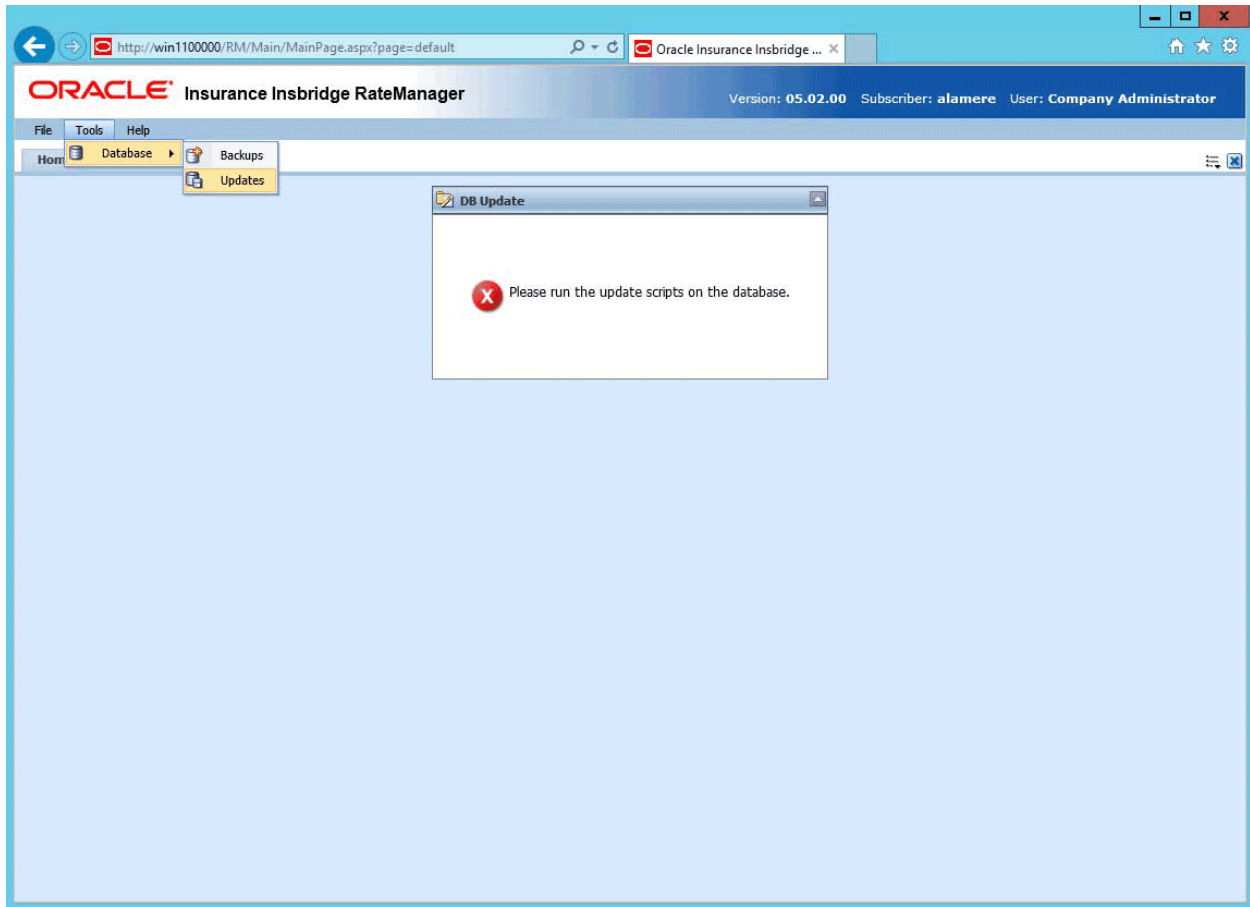 http://win1100000/RM/Main/MainPage.aspx?page=default
Oracle Insurance Insbridge ...
ORACLE Insurance Insbridge RateManager
Version: 05.02.00 Subscriber: alamere User: Company Administrator
File Tools Help
Hom
Database
Backups
Updates
DB Update
Please run the update scripts on the database.